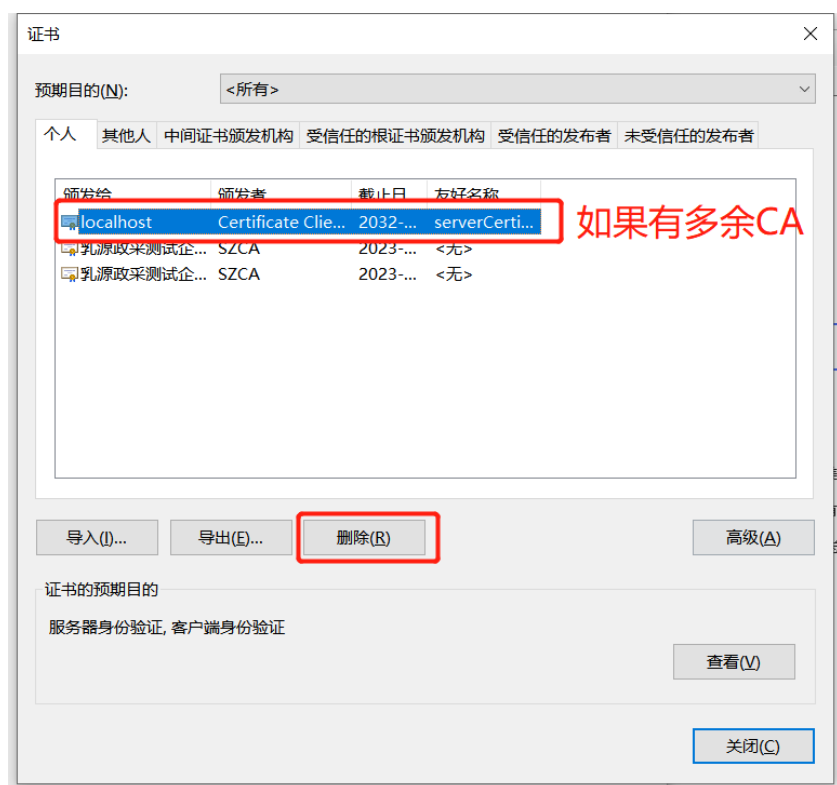 证书
预期目的(N): <所有>
个人 其他人 中间证书颁发机构 受信任的根证书颁发机构 受信任的发布者 未受信任的发布者
颁发给 颁发者 截止日 友好名称
localhost Certificate Clie... 2032-... serverCerti...
如果有多余CA
乳源政采测试企... SZCA 2023-... <无>
乳源政采测试企... SZCA 2023-... <无>
导入(I)... 导出(E)... 删除(R) 高级(A)
证书的预期目的
服务器身份验证, 客户端身份验证
查看(V)
关闭(C)